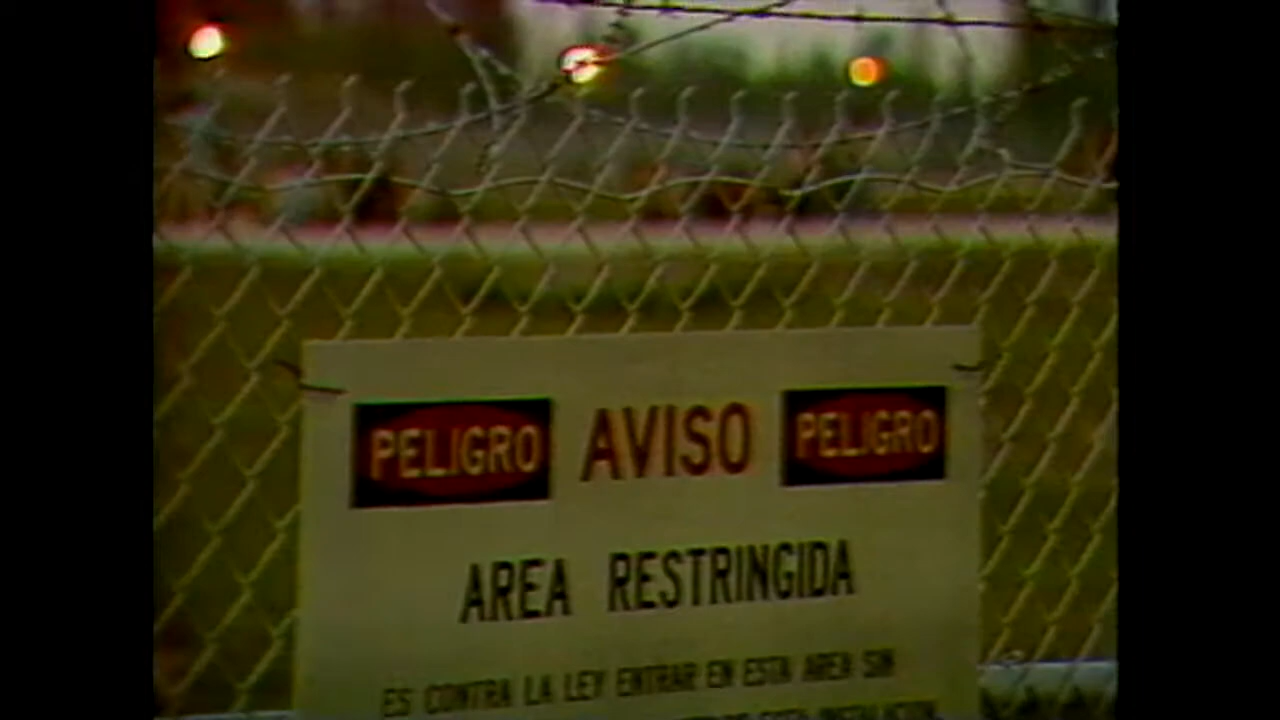 PELIGRO AVISO PELIGRO
AREA RESTRINGIDA
ES CONTRA LA LEY ENTRAR EN ESTA AREA SIN